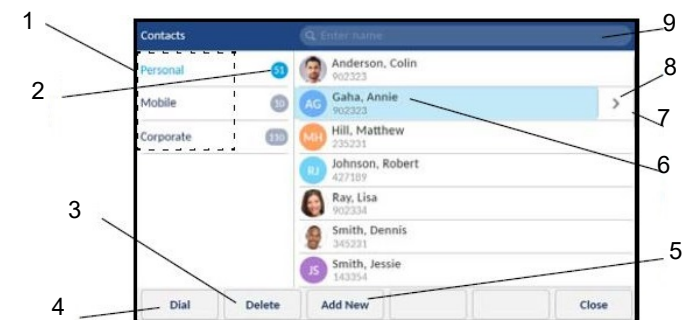 1
9
Contacts
Enter name
Personal
51
Anderson, Colin
902323
8
2
Mobile
10
AG
Gaha, Annie
902323
7
Corporate
110
MH
Hill, Matthew
235231
6
RJ
Johnson, Robert
427189
3
Ray, Lisa
902334
Smith, Dennis
345231
5
JS
Smith, Jessie
143354
4
Dial
Delete
Add New
Close